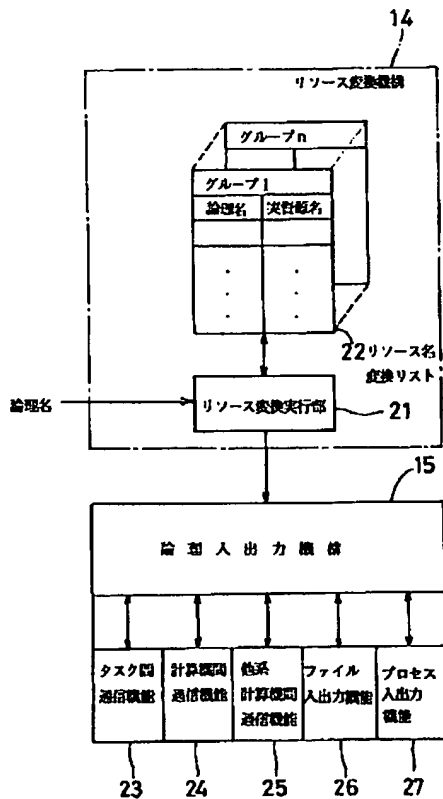 14
リソース変換機構
グループn
グループ1
論理名 実資源名
22 リソース名
変換リスト
論理名
リソース変換実行部
21
15
論理入出力機構
タスク間
通信機能
計算機間
通信機能
他系
計算機間
通信機能
ファイル
入出力機能
プロセス
入出力
機能
23 24 25 26 27